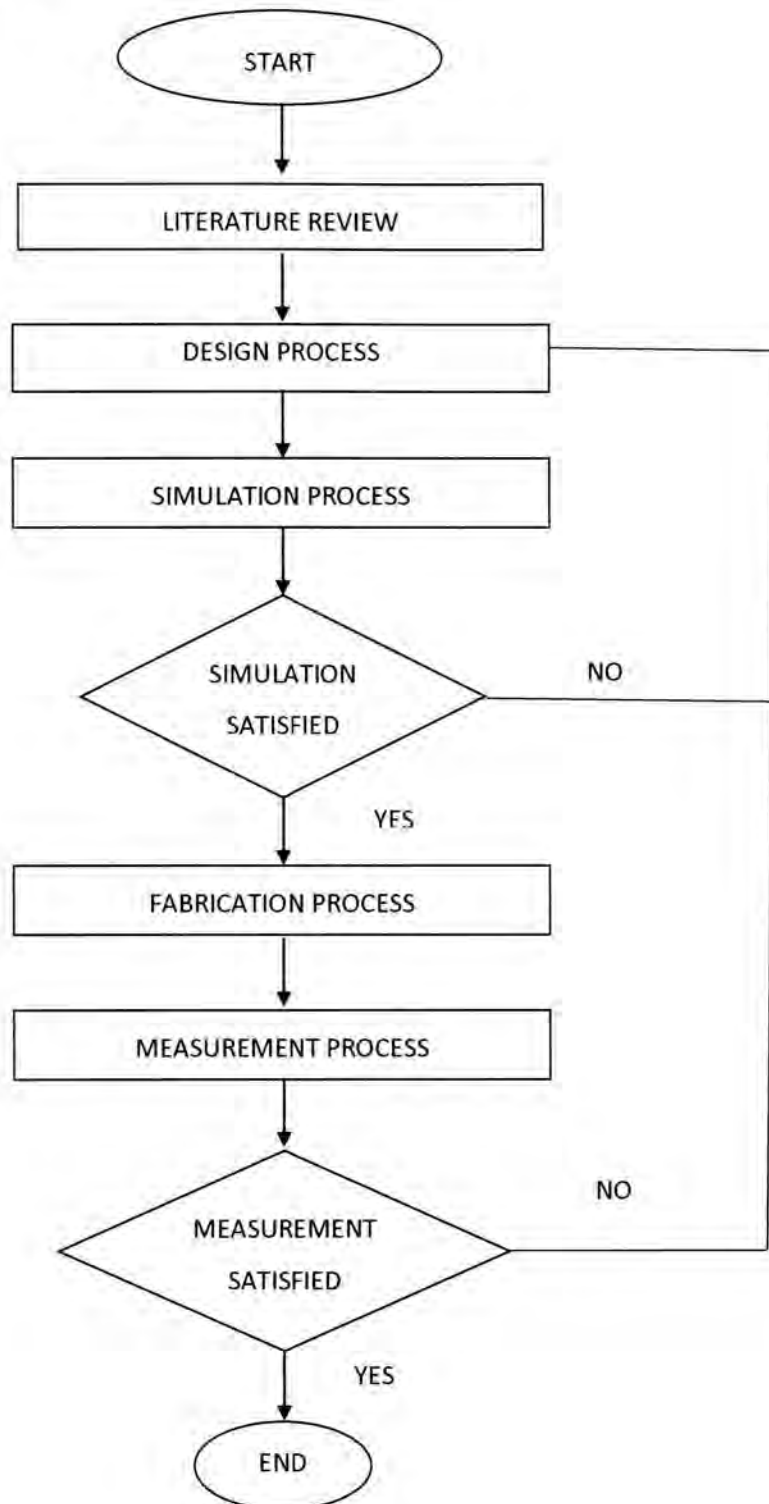 START
LITERATURE REVIEW
DESIGN PROCESS
SIMULATION PROCESS
SIMULATION
SATISFIED
NO
YES
FABRICATION PROCESS
MEASUREMENT PROCESS
MEASUREMENT
SATISFIED
NO
YES
END